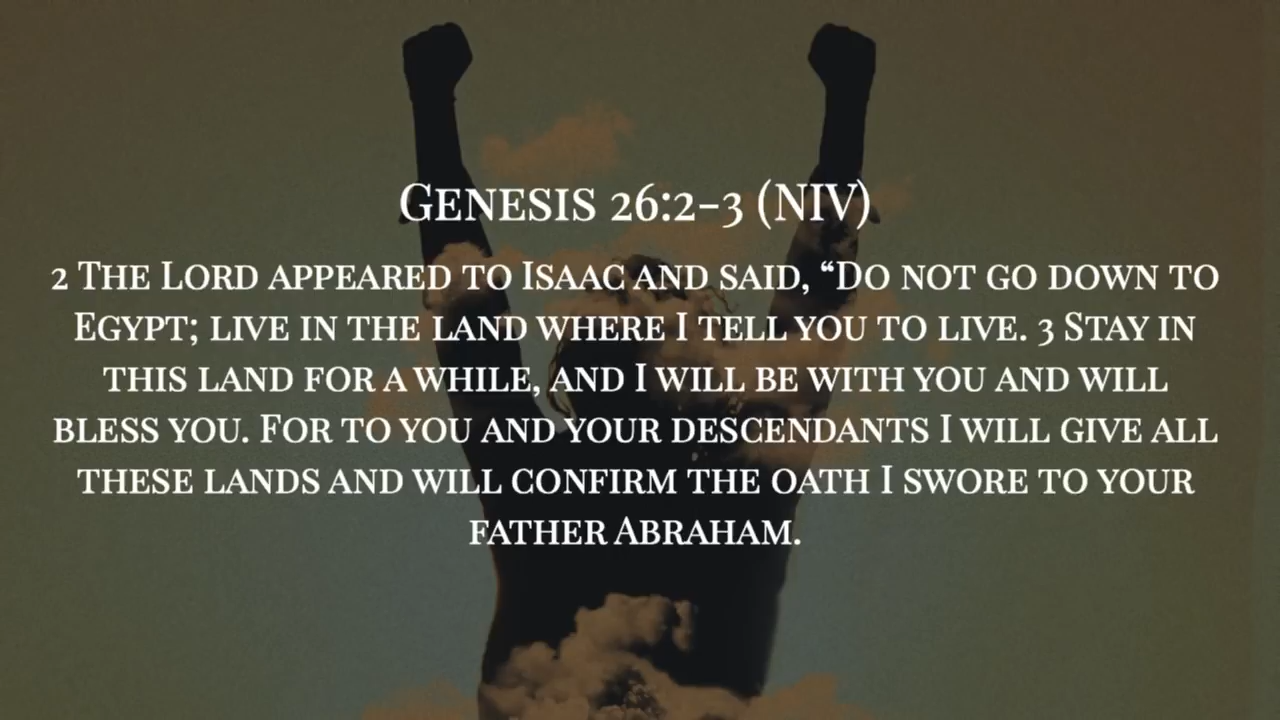 Genesis 26:2-3 (NIV)
2 The Lord appeared to Isaac and said, “Do not go down to
Egypt; live in the land where I tell you to live. 3 Stay in
this land for a while, and I will be with you and will
bless you. For to you and your descendants I will give all
these lands and will confirm the oath I swore to your
father Abraham.